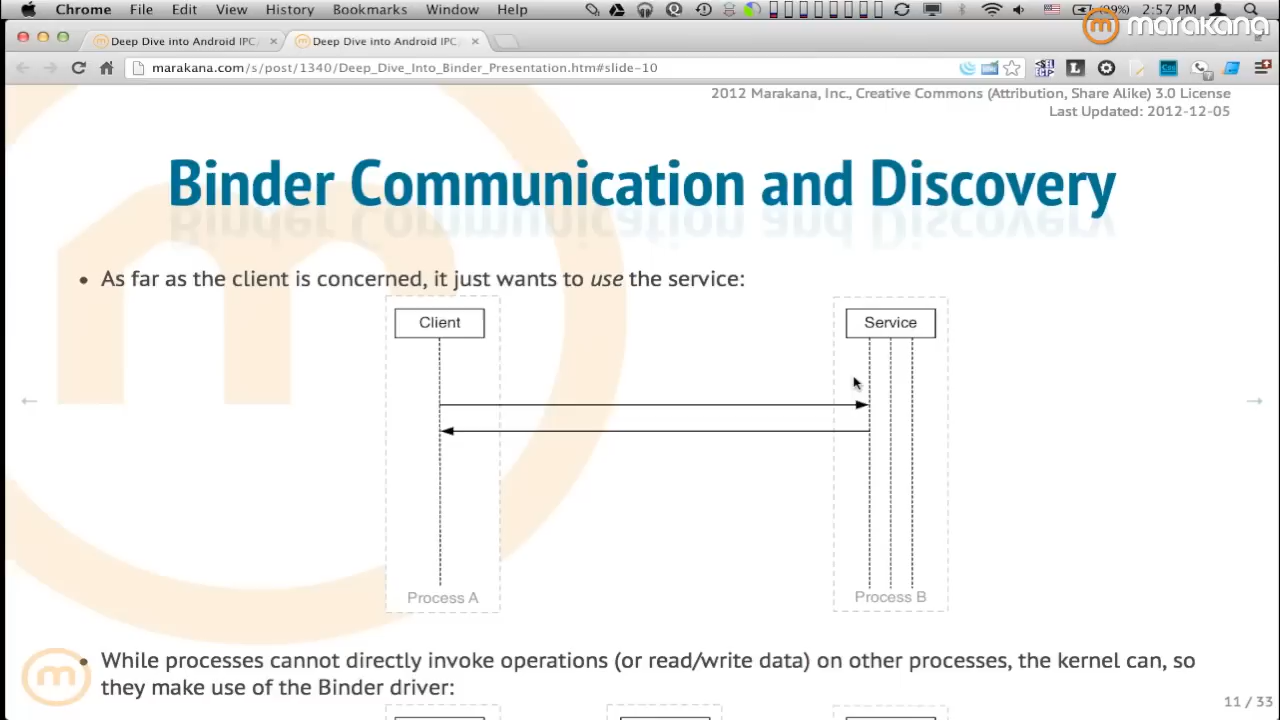 Chrome File Edit View History Bookmarks Window Help (99%) 2:57 PM
marakana
Deep Dive into Android IPC Deep Dive into Android IPC
marakana.com/s/post/1340/Deep_Dive_Into_Binder_Presentation.htm#slide-10
2012 Marakana, Inc., Creative Commons (Attribution, Share Alike) 3.0 License
Last Updated: 2012-12-05
Binder Communication and Discovery
• As far as the client is concerned, it just wants to use the service:
Client Service
Process A Process B
• While processes cannot directly invoke operations (or read/write data) on other processes, the kernel can, so
they make use of the Binder driver:
11 / 33